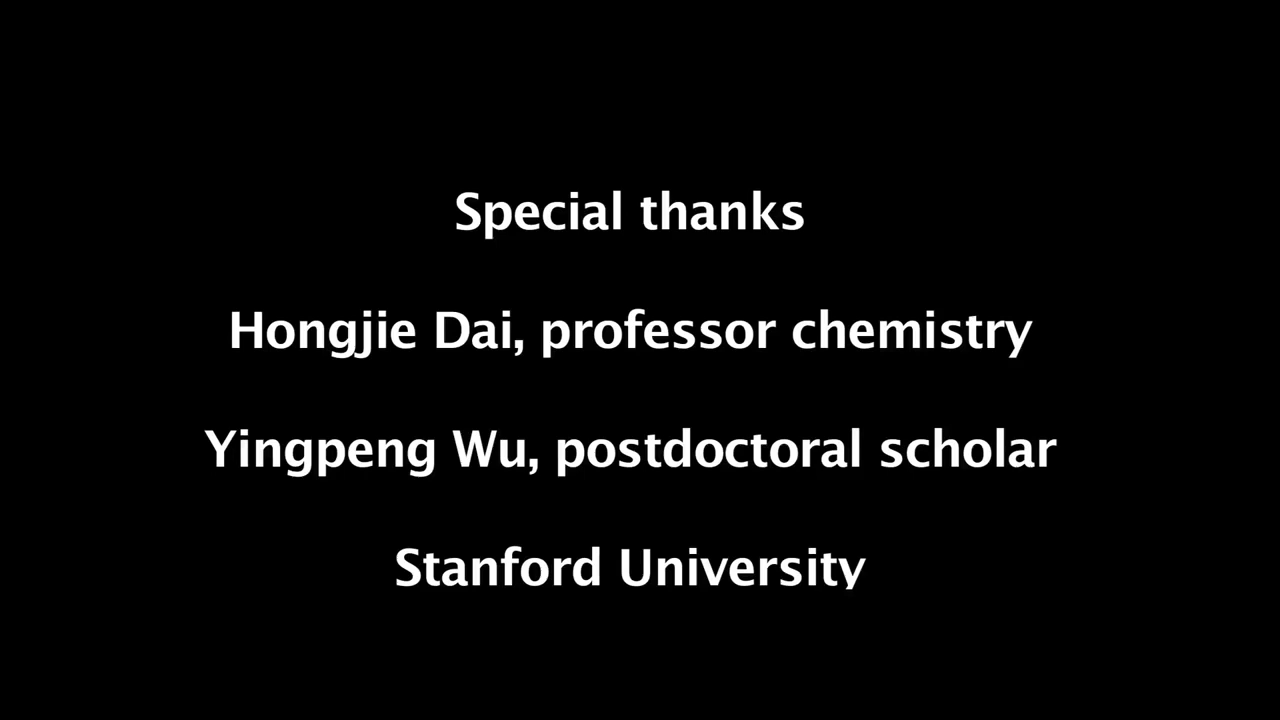 Special thanks
Hongjie Dai, professor chemistry
Yingpeng Wu, postdoctoral scholar
Stanford University